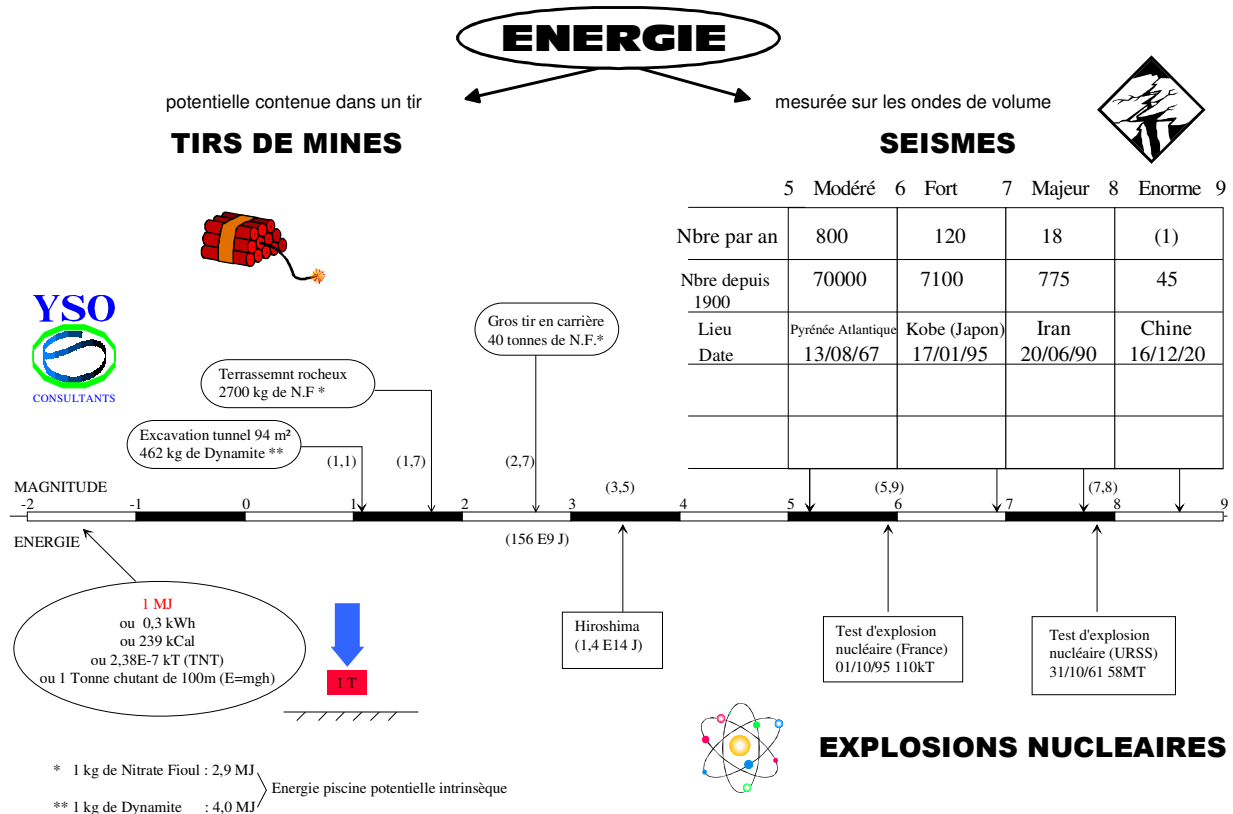 ENERGIE
potentielle contenue dans un tir
mesurée sur les ondes de volume
TIRS DE MINES
SEISMES
5 Modéré 6 Fort 7 Majeur 8 Enorme 9
Nbre par an 800 120 18 (1)
Nbre depuis 70000 7100 775 45
1900
Lieu Pyrénée Atlantique Kobe (Japon) Iran Chine
Date 13/08/67 17/01/95 20/06/90 16/12/20
YSO
CONSULTANTS
Gros tir en carrière
40 tonnes de N.F.*
Terrassemnt rocheux
2700 kg de N.F *
Excavation tunnel 94 m²
462 kg de Dynamite **
(1,1) (1,7) (2,7) (3,5) (5,9) (7,8)
MAGNITUDE
-2 -1 0 1 2 3 4 5 6 7 8 9
ENERGIE
(156 E9 J)
1 MJ
ou 0,3 kWh
ou 239 kCal
ou 2,38E-7 kT (TNT)
ou 1 Tonne chutant de 100m (E=mgh)
1 T
Hiroshima
(1,4 E14 J)
Test d'explosion
nucléaire (France)
01/10/95 110kT
Test d'explosion
nucléaire (URSS)
31/10/61 58MT
EXPLOSIONS NUCLEAIRES
* 1 kg de Nitrate Fioul : 2,9 MJ
Energie piscine potentielle intrinsèque
** 1 kg de Dynamite : 4,0 MJ